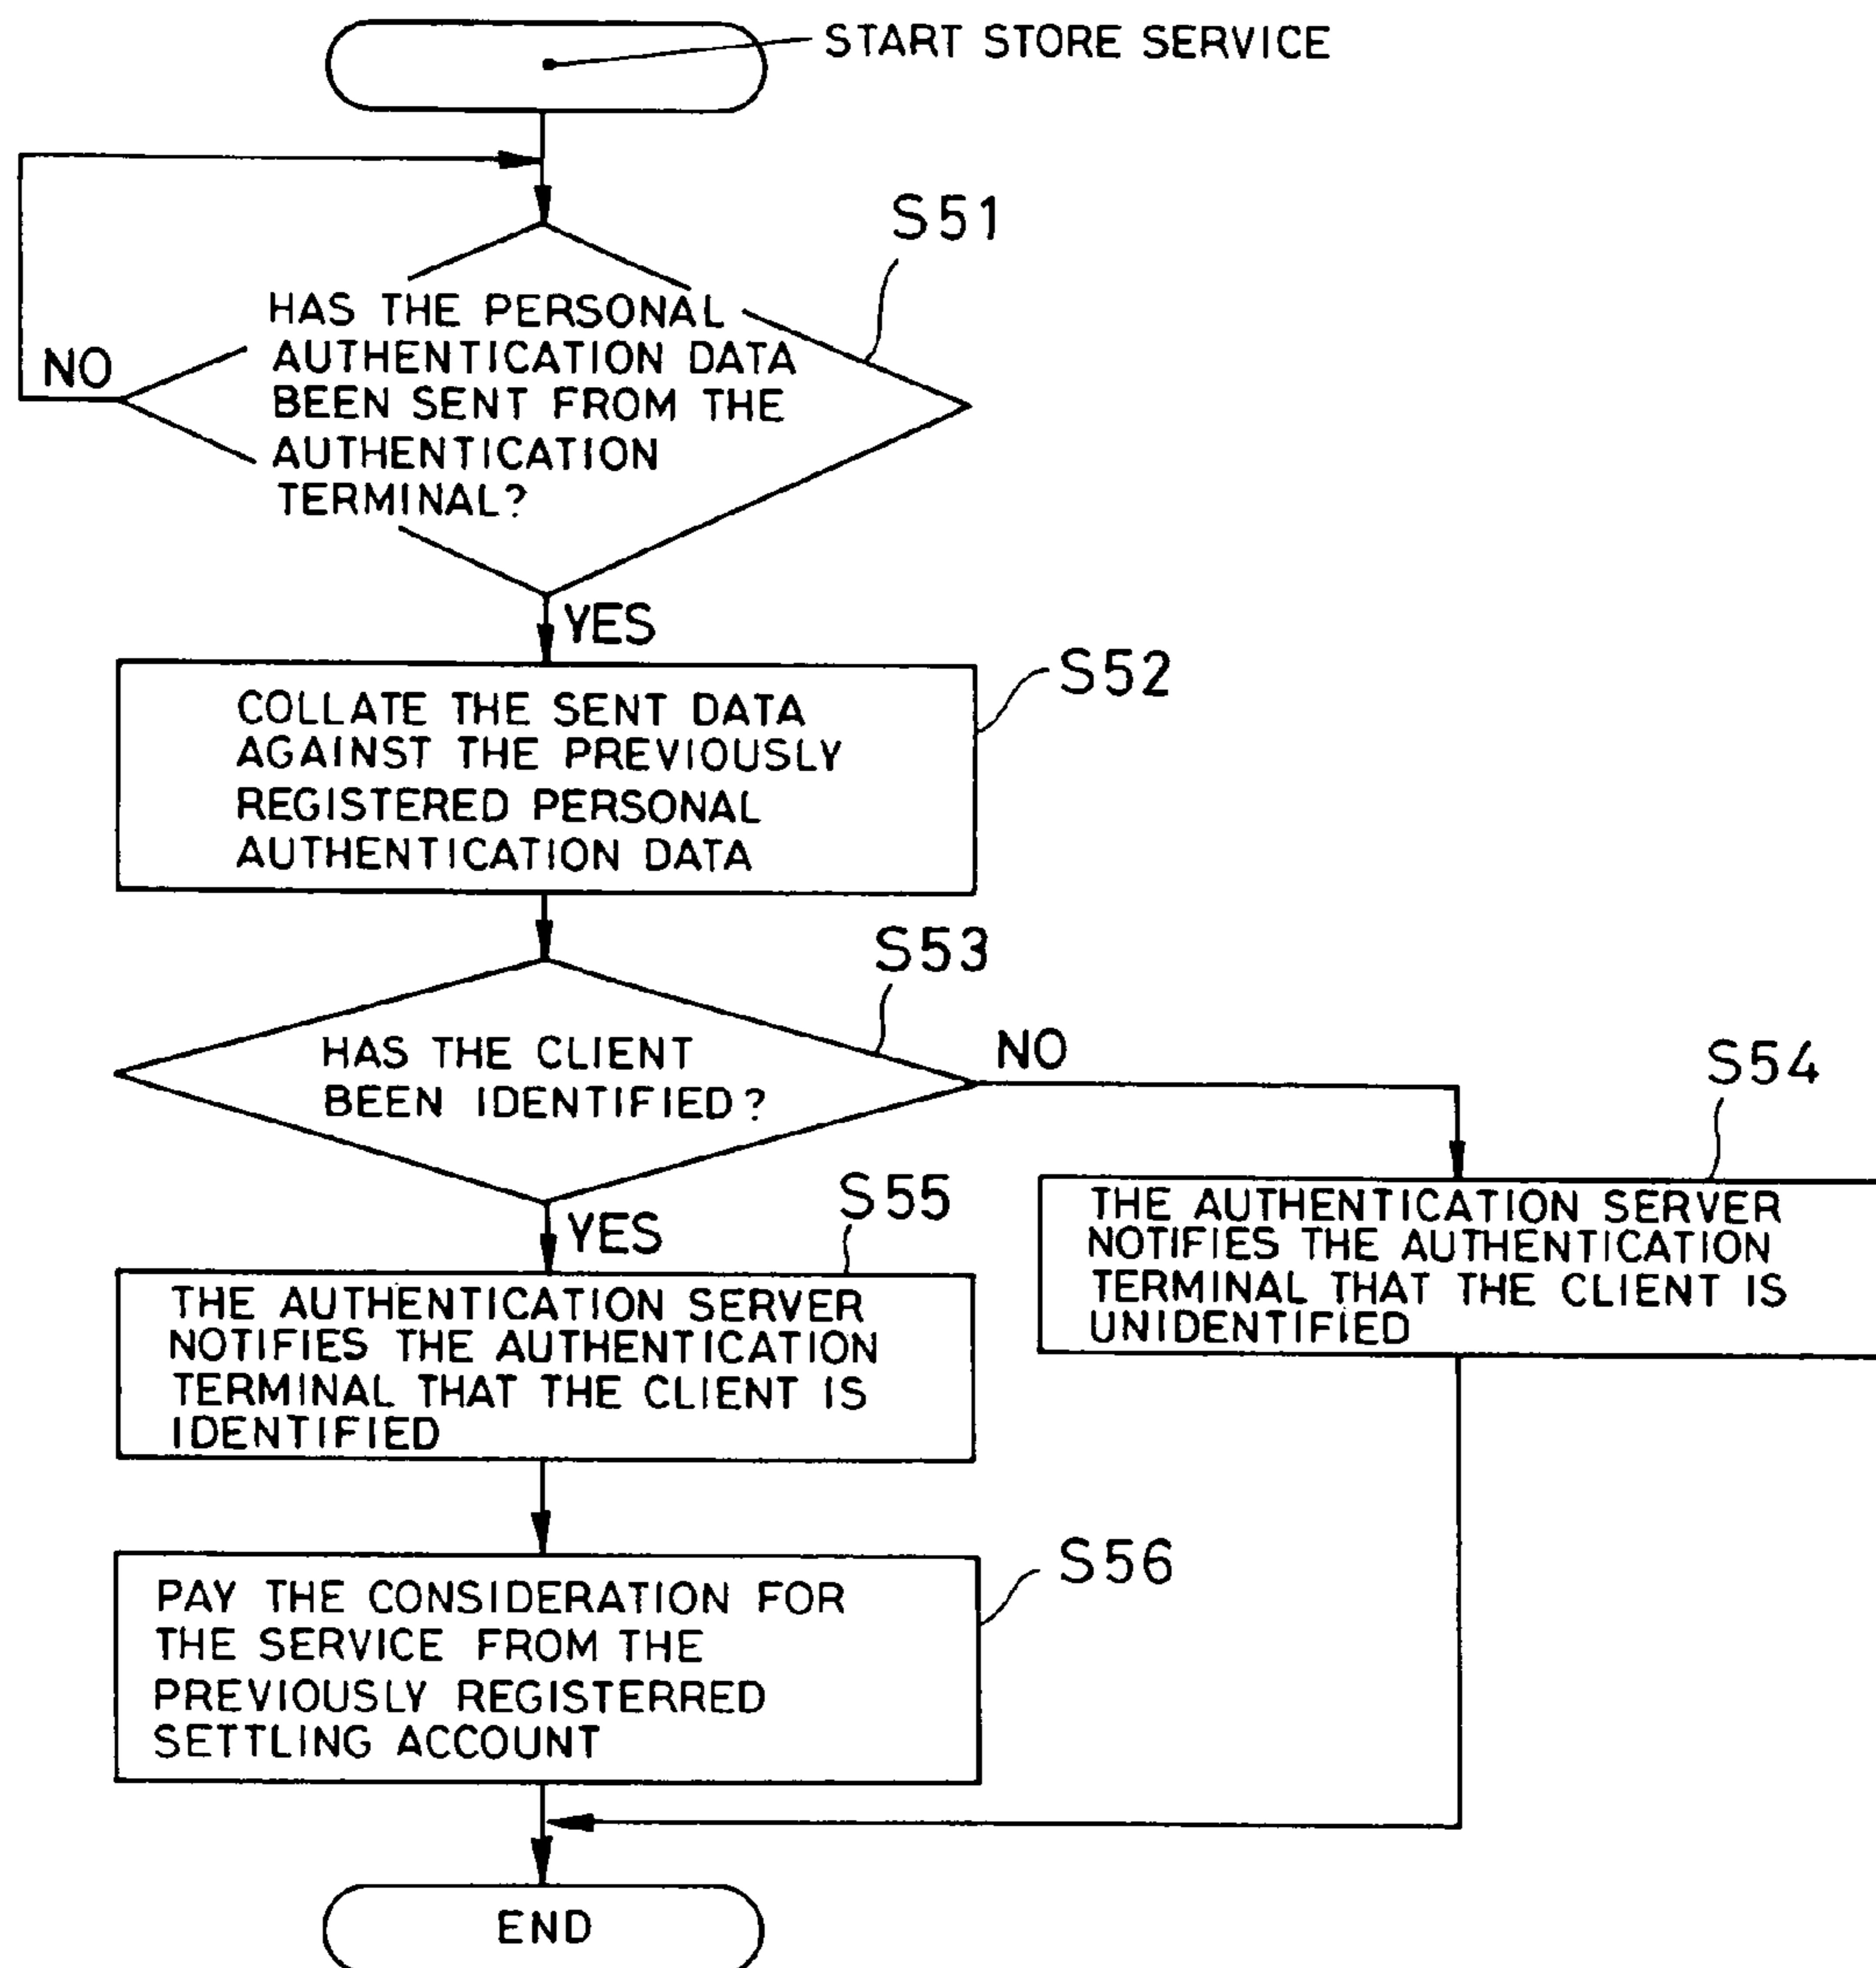 START STORE SERVICE
S51
HAS THE PERSONAL
AUTHENTICATION DATA
BEEN SENT FROM THE
AUTHENTICATION
TERMINAL?
NO
YES
S52
COLLATE THE SENT DATA
AGAINST THE PREVIOUSLY
REGISTERED PERSONAL
AUTHENTICATION DATA
S53
HAS THE CLIENT
BEEN IDENTIFIED?
NO
YES
S54
THE AUTHENTICATION SERVER
NOTIFIES THE AUTHENTICATION
TERMINAL THAT THE CLIENT IS
UNIDENTIFIED
S55
THE AUTHENTICATION SERVER
NOTIFIES THE AUTHENTICATION
TERMINAL THAT THE CLIENT IS
IDENTIFIED
S56
PAY THE CONSIDERATION FOR
THE SERVICE FROM THE
PREVIOUSLY REGISTERRED
SETTLING ACCOUNT
END